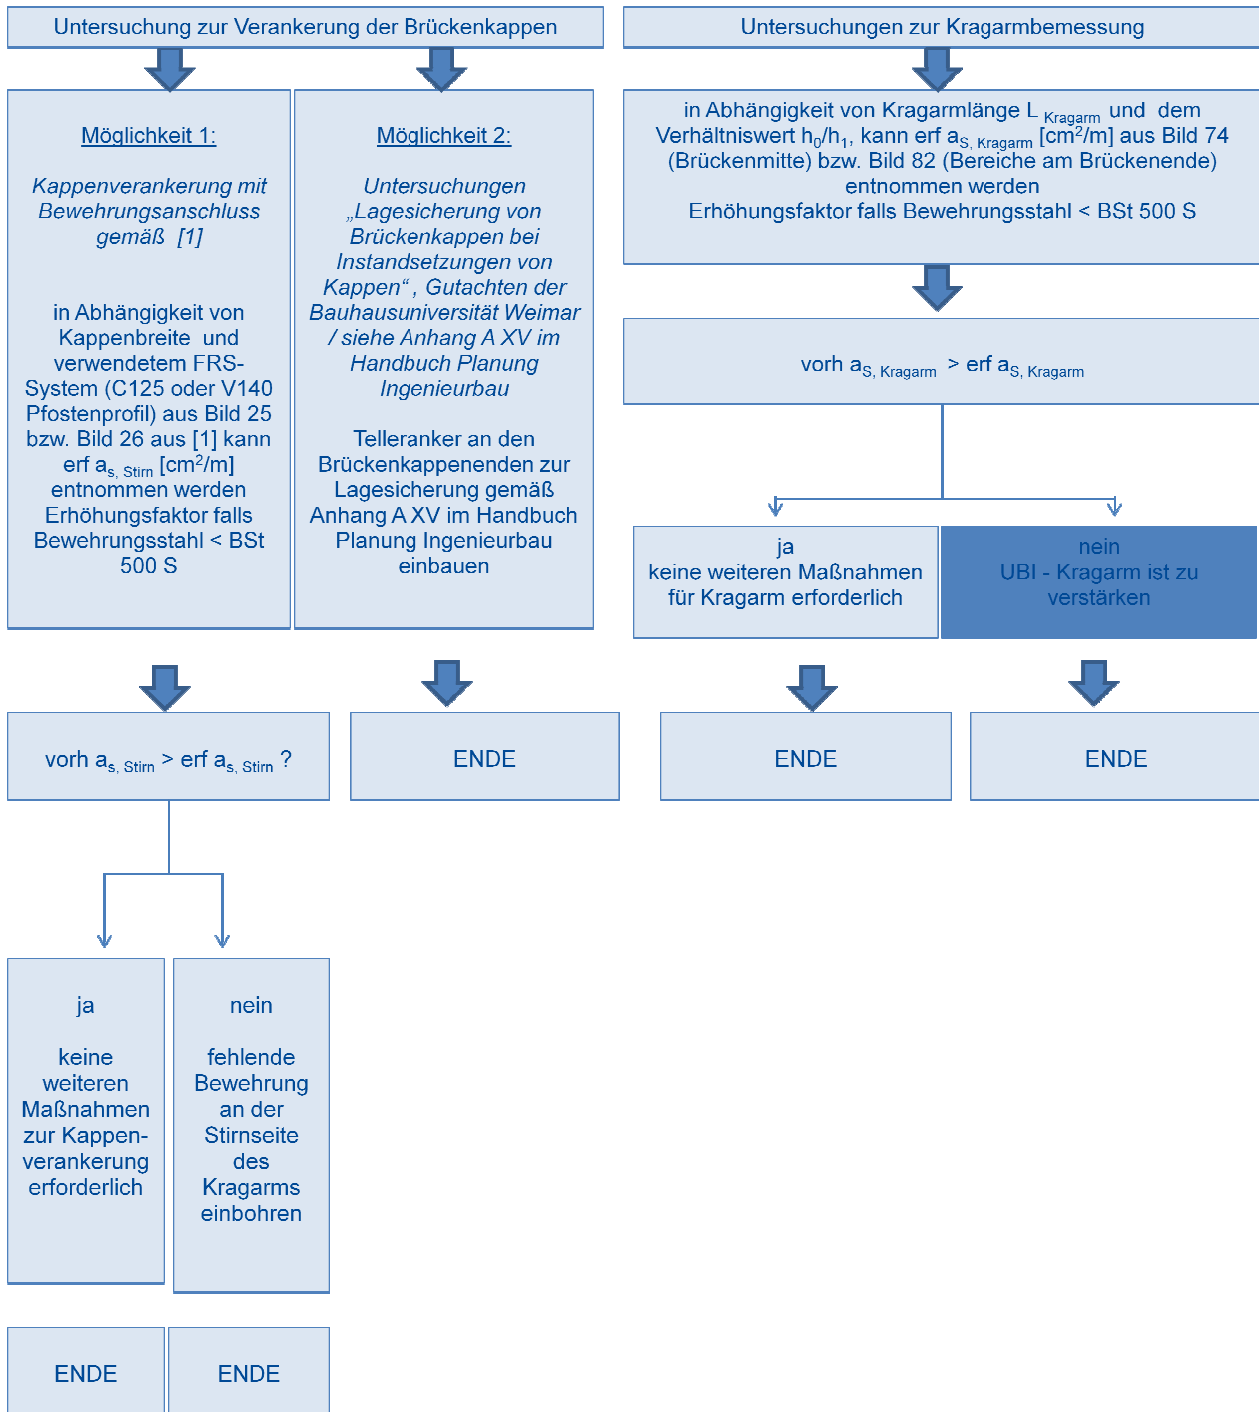 Untersuchung zur Verankerung der Brückenkappen
Möglichkeit 1:
Kappenverankerung mit
Bewehrungsanschluss
gemäß [1]
in Abhängigkeit von
Kappenbreite und
verwendetem FRS-
System (C125 oder V140
Pfostenprofil) aus Bild 25
bzw. Bild 26 aus [1] kann
erf a_s, Stirn [cm²/m]
entnommen werden
Erhöhungsfaktor falls
Bewehrungsstahl < BSt
500 S
Möglichkeit 2:
Untersuchungen
„Lagesicherung von
Brückenkappen bei
Instandsetzungen von
Kappen“ , Gutachten der
Bauhausuniversität Weimar
/ siehe Anhang A XV im
Handbuch Planung
Ingenieurbau
Telleranker an den
Brückenkappenenden zur
Lagesicherung gemäß
Anhang A XV im Handbuch
Planung Ingenieurbau
einbauen
vorh a_s, Stirn > erf a_s, Stirn ?
ENDE
ja
keine
weiteren
Maßnahmen
zur Kappen-
verankerung
erforderlich
nein
fehlende
Bewehrung
an der
Stirnseite
des
Kragarms
einbohren
ENDE
ENDE
Untersuchungen zur Kragarmbemessung
in Abhängigkeit von Kragarmlänge L Kragarm und dem
Verhältniswert h₀/h₁, kann erf a_S, Kragarm [cm²/m] aus Bild 74
(Brückenmitte) bzw. Bild 82 (Bereiche am Brückenende)
entnommen werden
Erhöhungsfaktor falls Bewehrungsstahl < BSt 500 S
vorh a_S, Kragarm > erf a_S, Kragarm
ja
keine weiteren Maßnahmen
für Kragarm erforderlich
nein
UBI - Kragarm ist zu
verstärken
ENDE
ENDE